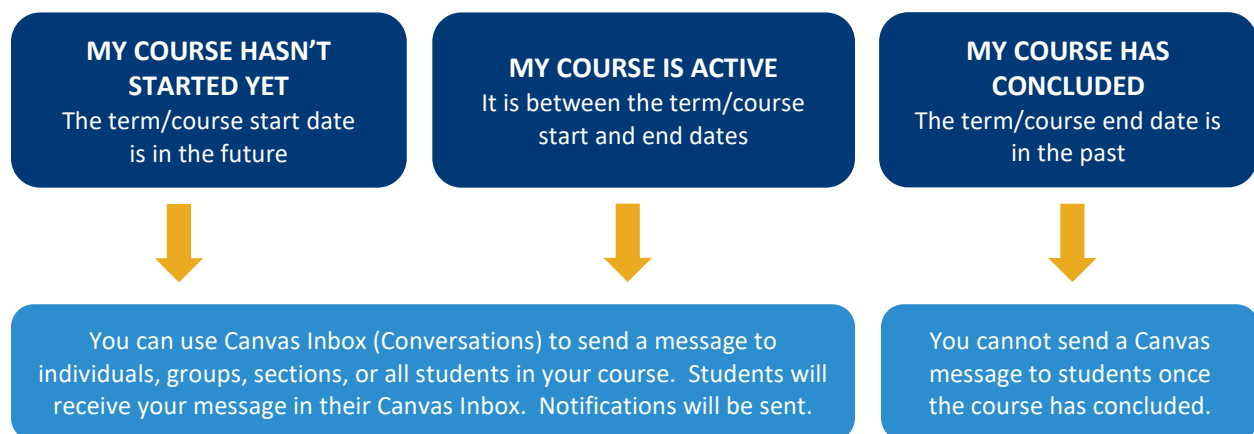 MY COURSE HASN’T
STARTED YET
The term/course start date
is in the future
MY COURSE IS ACTIVE
It is between the term/course
start and end dates
MY COURSE HAS
CONCLUDED
The term/course end date is
in the past
You can use Canvas Inbox (Conversations) to send a message to
individuals, groups, sections, or all students in your course.  Students will
receive your message in their Canvas Inbox.  Notifications will be sent.
You cannot send a Canvas
message to students once
the course has concluded.